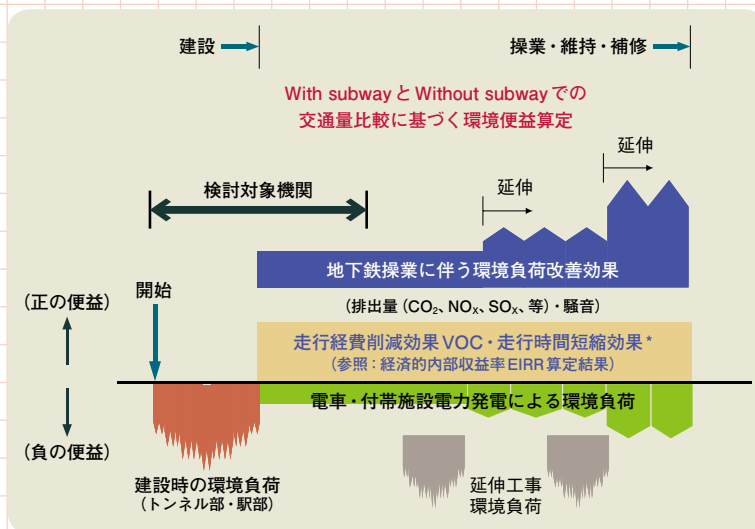 建設
操業・維持・補修
With subwayとWithout subwayでの
交通量比較に基づく環境便益算定
延伸
延伸
検討対象機関
地下鉄操業に伴う環境負荷改善効果
(排出量(CO₂、NOx、SOx、等)・騒音)
開始
(正の便益)
走行経費削減効果VOC・走行時間短縮効果*
(参照:経済的内部収益率EIRR算定結果)
電車・付帯施設電力発電による環境負荷
(負の便益)
建設時の環境負荷
(トンネル部・駅部)
延伸工事
環境負荷